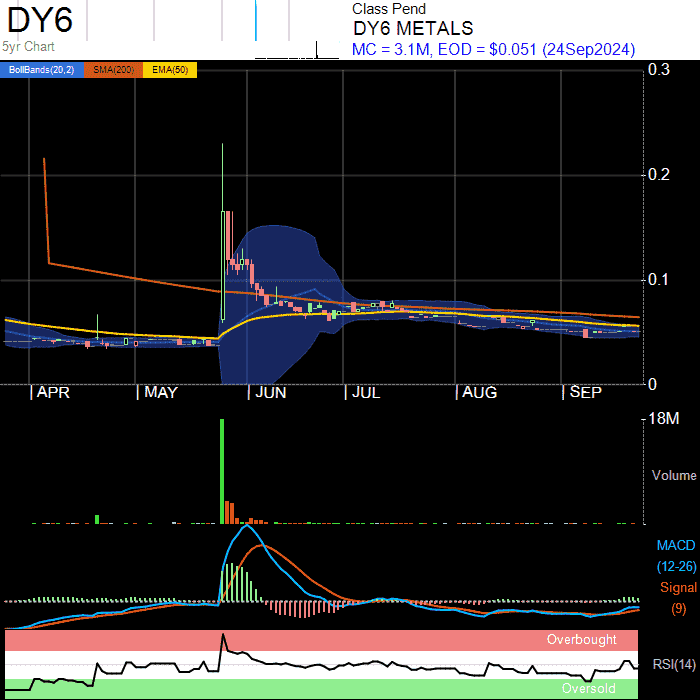 DY6
5yr Chart
Class Pend
DY6 METALS
MC = 3.1M, EOD = $0.051 (24Sep2024)
BollBands(20,2) SMA(200) EMA(50)
0.3
0.2
0.1
0
APR MAY JUN JUL AUG SEP
18M
Volume
MACD
(12-26)
Signal
(9)
Overbought
RSI(14)
Oversold